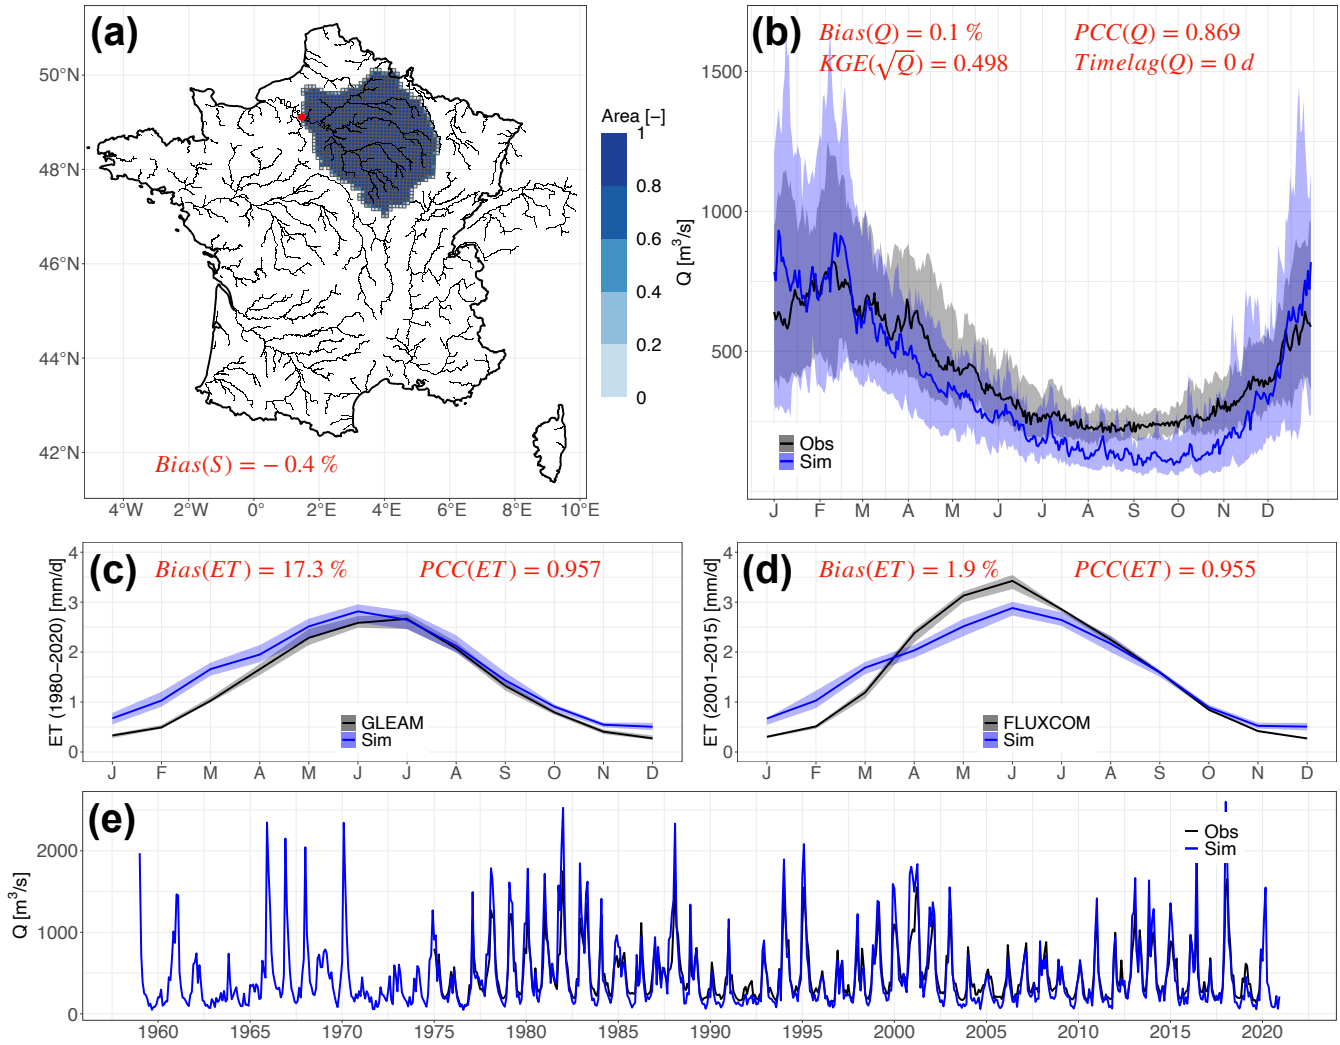 (a)
50°N
48°N
46°N
44°N
42°N
4°W 2°W 0° 2°E 4°E 6°E 8°E 10°E
Bias(S) = − 0.4 %
Area [−]
1
0.8
0.6
0.4
0.2
0
(b)
Bias(Q) = 0.1 % PCC(Q) = 0.869
KGE(√Q) = 0.498 Timelag(Q) = 0 d
Q [m³/s]
1500
1000
500
Obs
Sim
J F M A M J J A S O N D
(c)
Bias(ET) = 17.3 % PCC(ET) = 0.957
ET (1980−2020) [mm/d]
4
3
2
1
0
GLEAM
Sim
J F M A M J J A S O N D
(d)
Bias(ET) = 1.9 % PCC(ET) = 0.955
ET (2001−2015) [mm/d]
4
3
2
1
0
FLUXCOM
Sim
J F M A M J J A S O N D
(e)
Q [m³/s]
2000
1000
0
Obs
Sim
1960 1965 1970 1975 1980 1985 1990 1995 2000 2005 2010 2015 2020